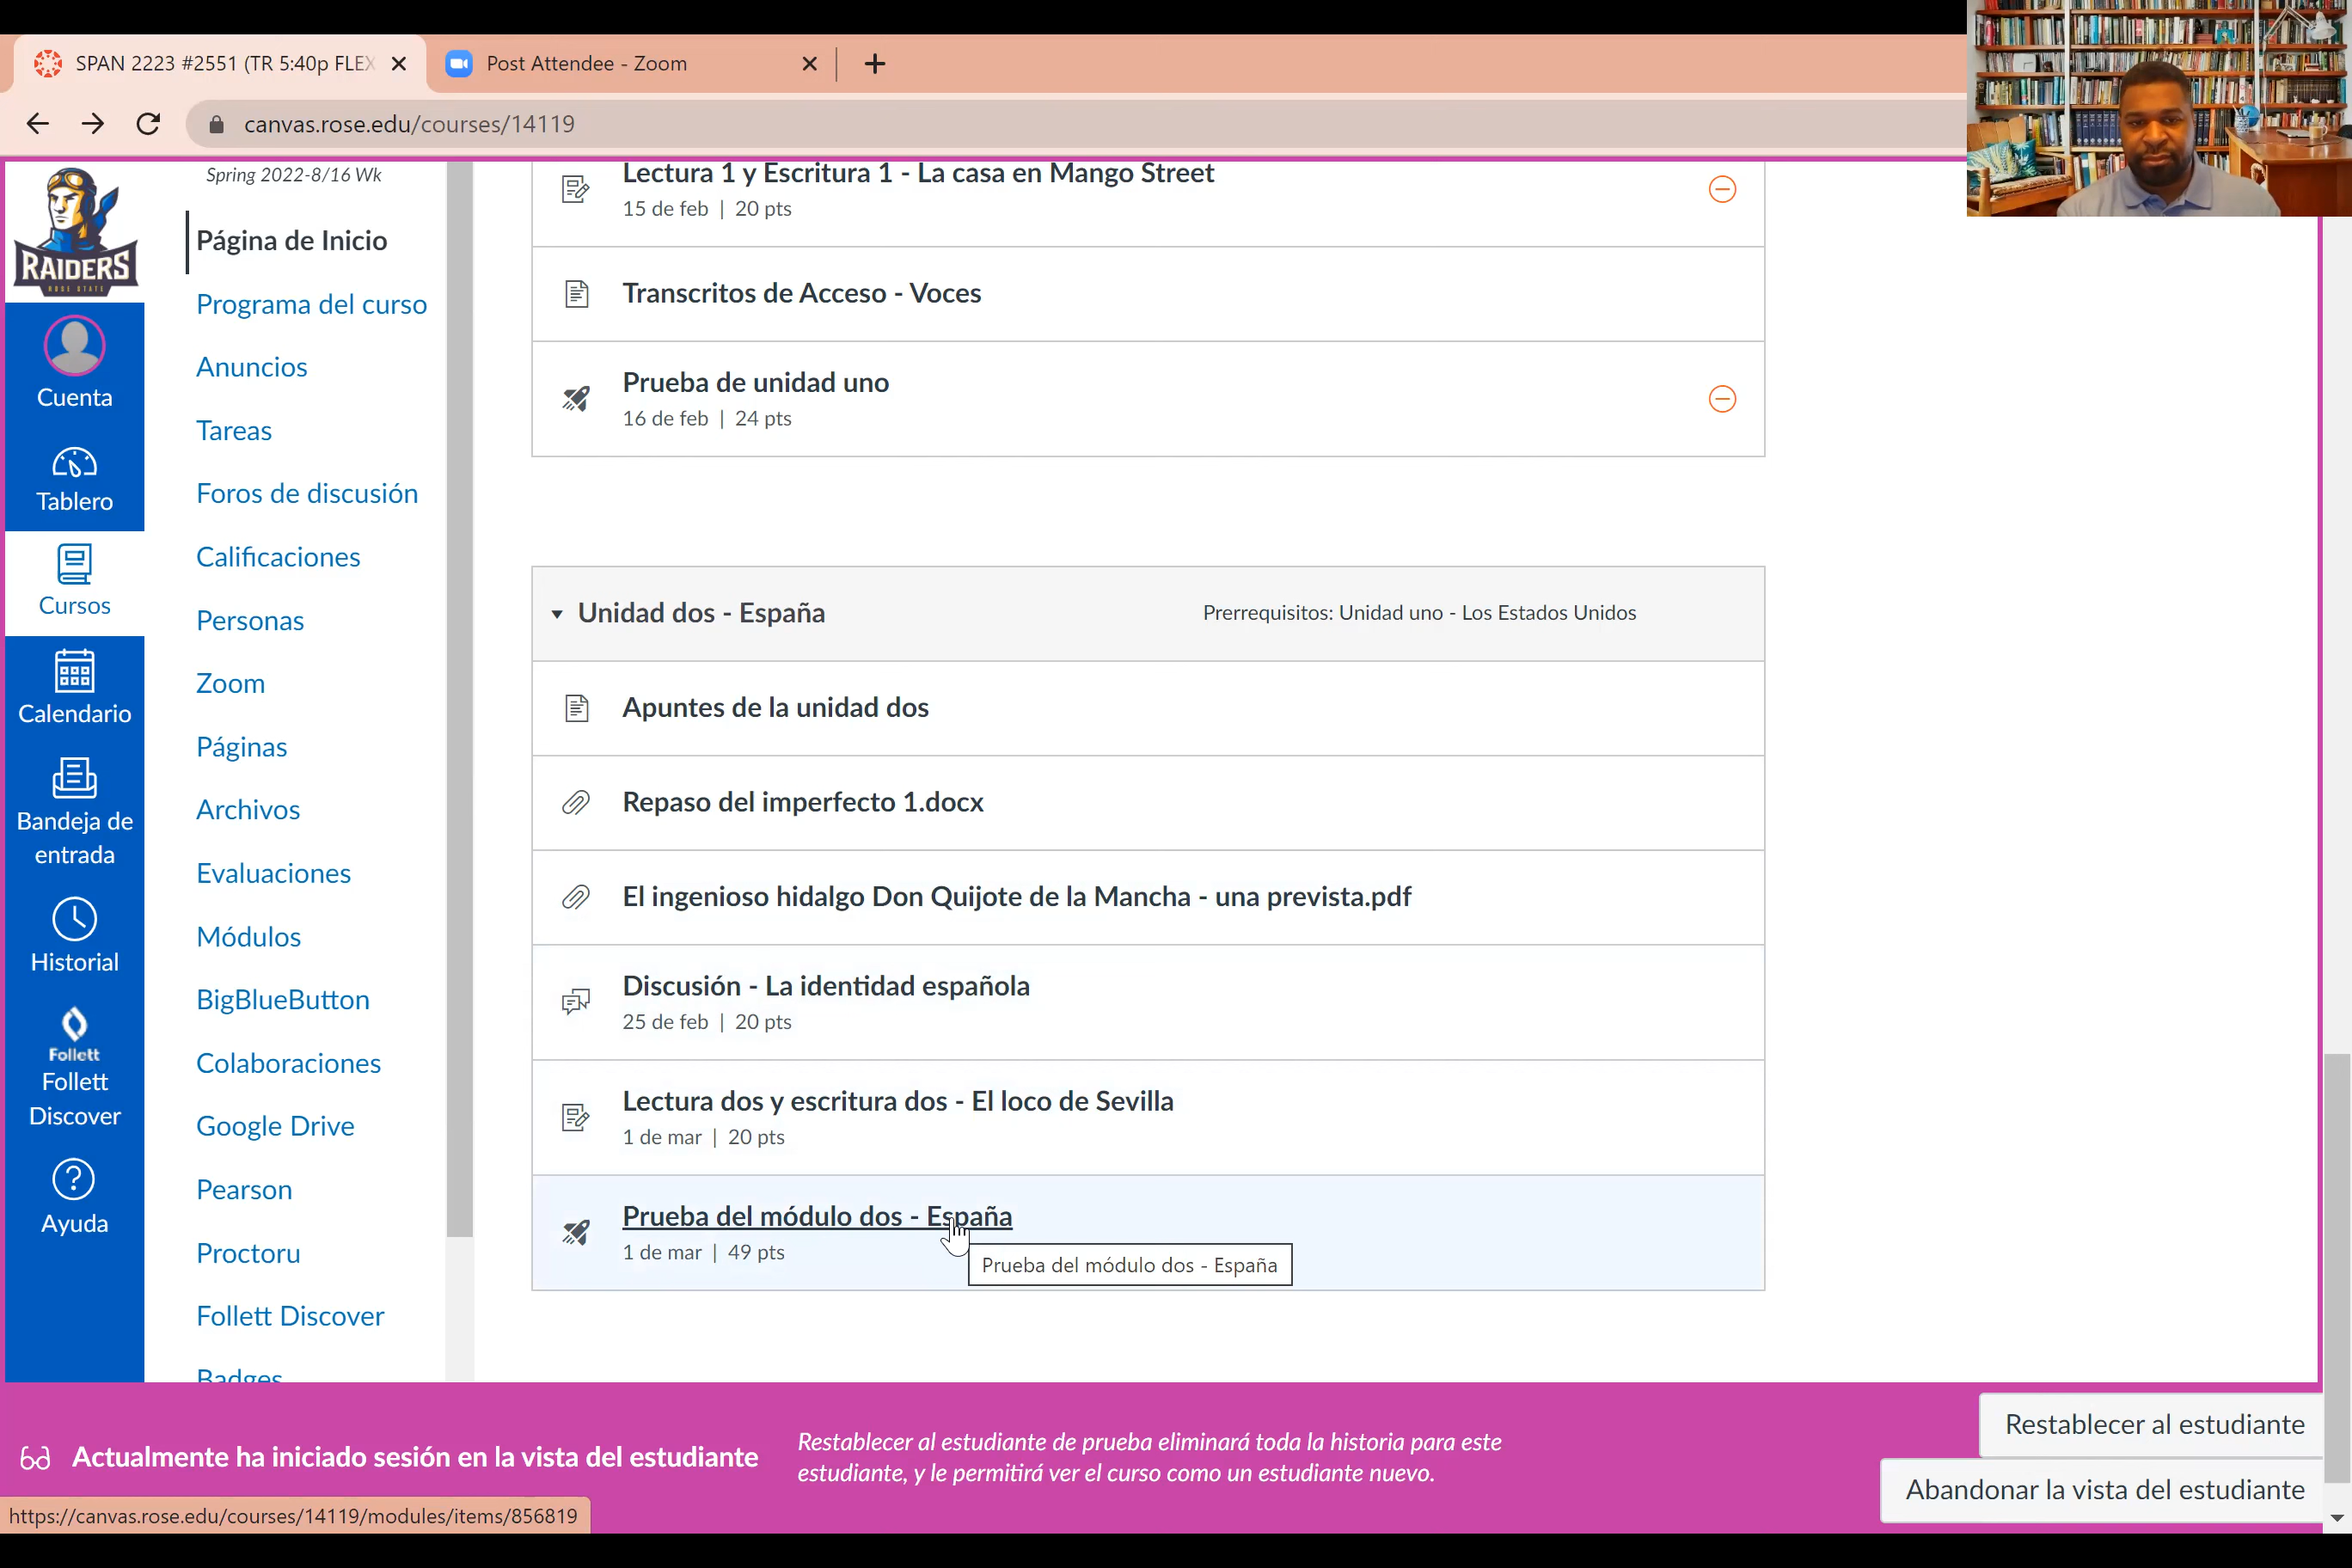 SPAN 2223 #2551 (TR 5:40p FLEX
Post Attendee - Zoom
canvas.rose.edu/courses/14119
RAIDERS
ROSE STATE
Cuenta
Tablero
Cursos
Calendario
Bandeja de
entrada
Historial
Follett
Follett
Discover
Ayuda
Spring 2022-8/16 Wk
Página de Inicio
Programa del curso
Anuncios
Tareas
Foros de discusión
Calificaciones
Personas
Zoom
Páginas
Archivos
Evaluaciones
Módulos
BigBlueButton
Colaboraciones
Google Drive
Pearson
Proctoru
Follett Discover
Badges
Lectura 1 y Escritura 1 - La casa en Mango Street
15 de feb | 20 pts
Transcritos de Acceso - Voces
Prueba de unidad uno
16 de feb | 24 pts
Unidad dos - España
Prerrequisitos: Unidad uno - Los Estados Unidos
Apuntes de la unidad dos
Repaso del imperfecto 1.docx
El ingenioso hidalgo Don Quijote de la Mancha - una prevista.pdf
Discusión - La identidad española
25 de feb | 20 pts
Lectura dos y escritura dos - El loco de Sevilla
1 de mar | 20 pts
Prueba del módulo dos - España
1 de mar | 49 pts
Prueba del módulo dos - España
Actualmente ha iniciado sesión en la vista del estudiante
Restablecer al estudiante de prueba eliminará toda la historia para este
estudiante, y le permitirá ver el curso como un estudiante nuevo.
Restablecer al estudiante
Abandonar la vista del estudiante
https://canvas.rose.edu/courses/14119/modules/items/856819